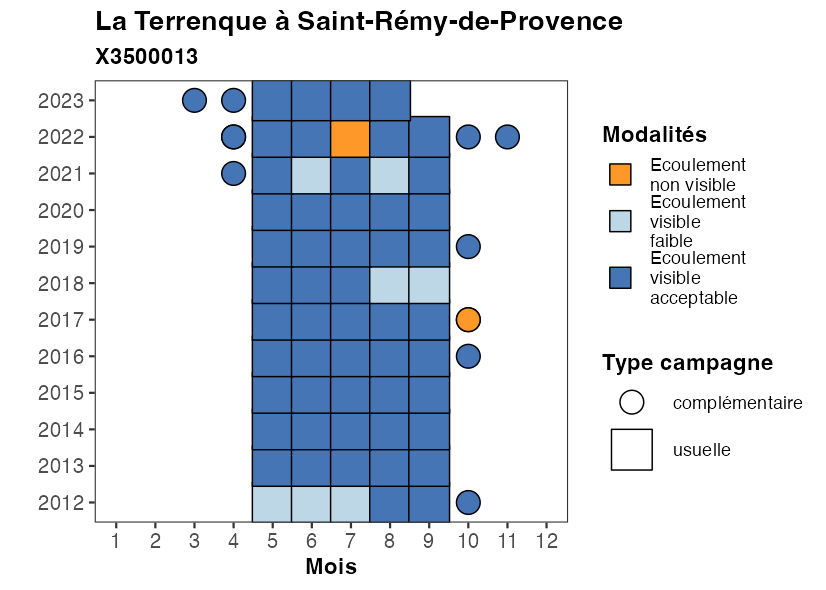 La Terrenque à Saint-Rémy-de-Provence
X3500013
2023
2022
2021
2020
2019
2018
2017
2016
2015
2014
2013
2012
1 2 3 4 5 6 7 8 9 10 11 12
Mois
Modalités
Ecoulement
non visible
Ecoulement
visible
faible
Ecoulement
visible
acceptable
Type campagne
complémentaire
usuelle